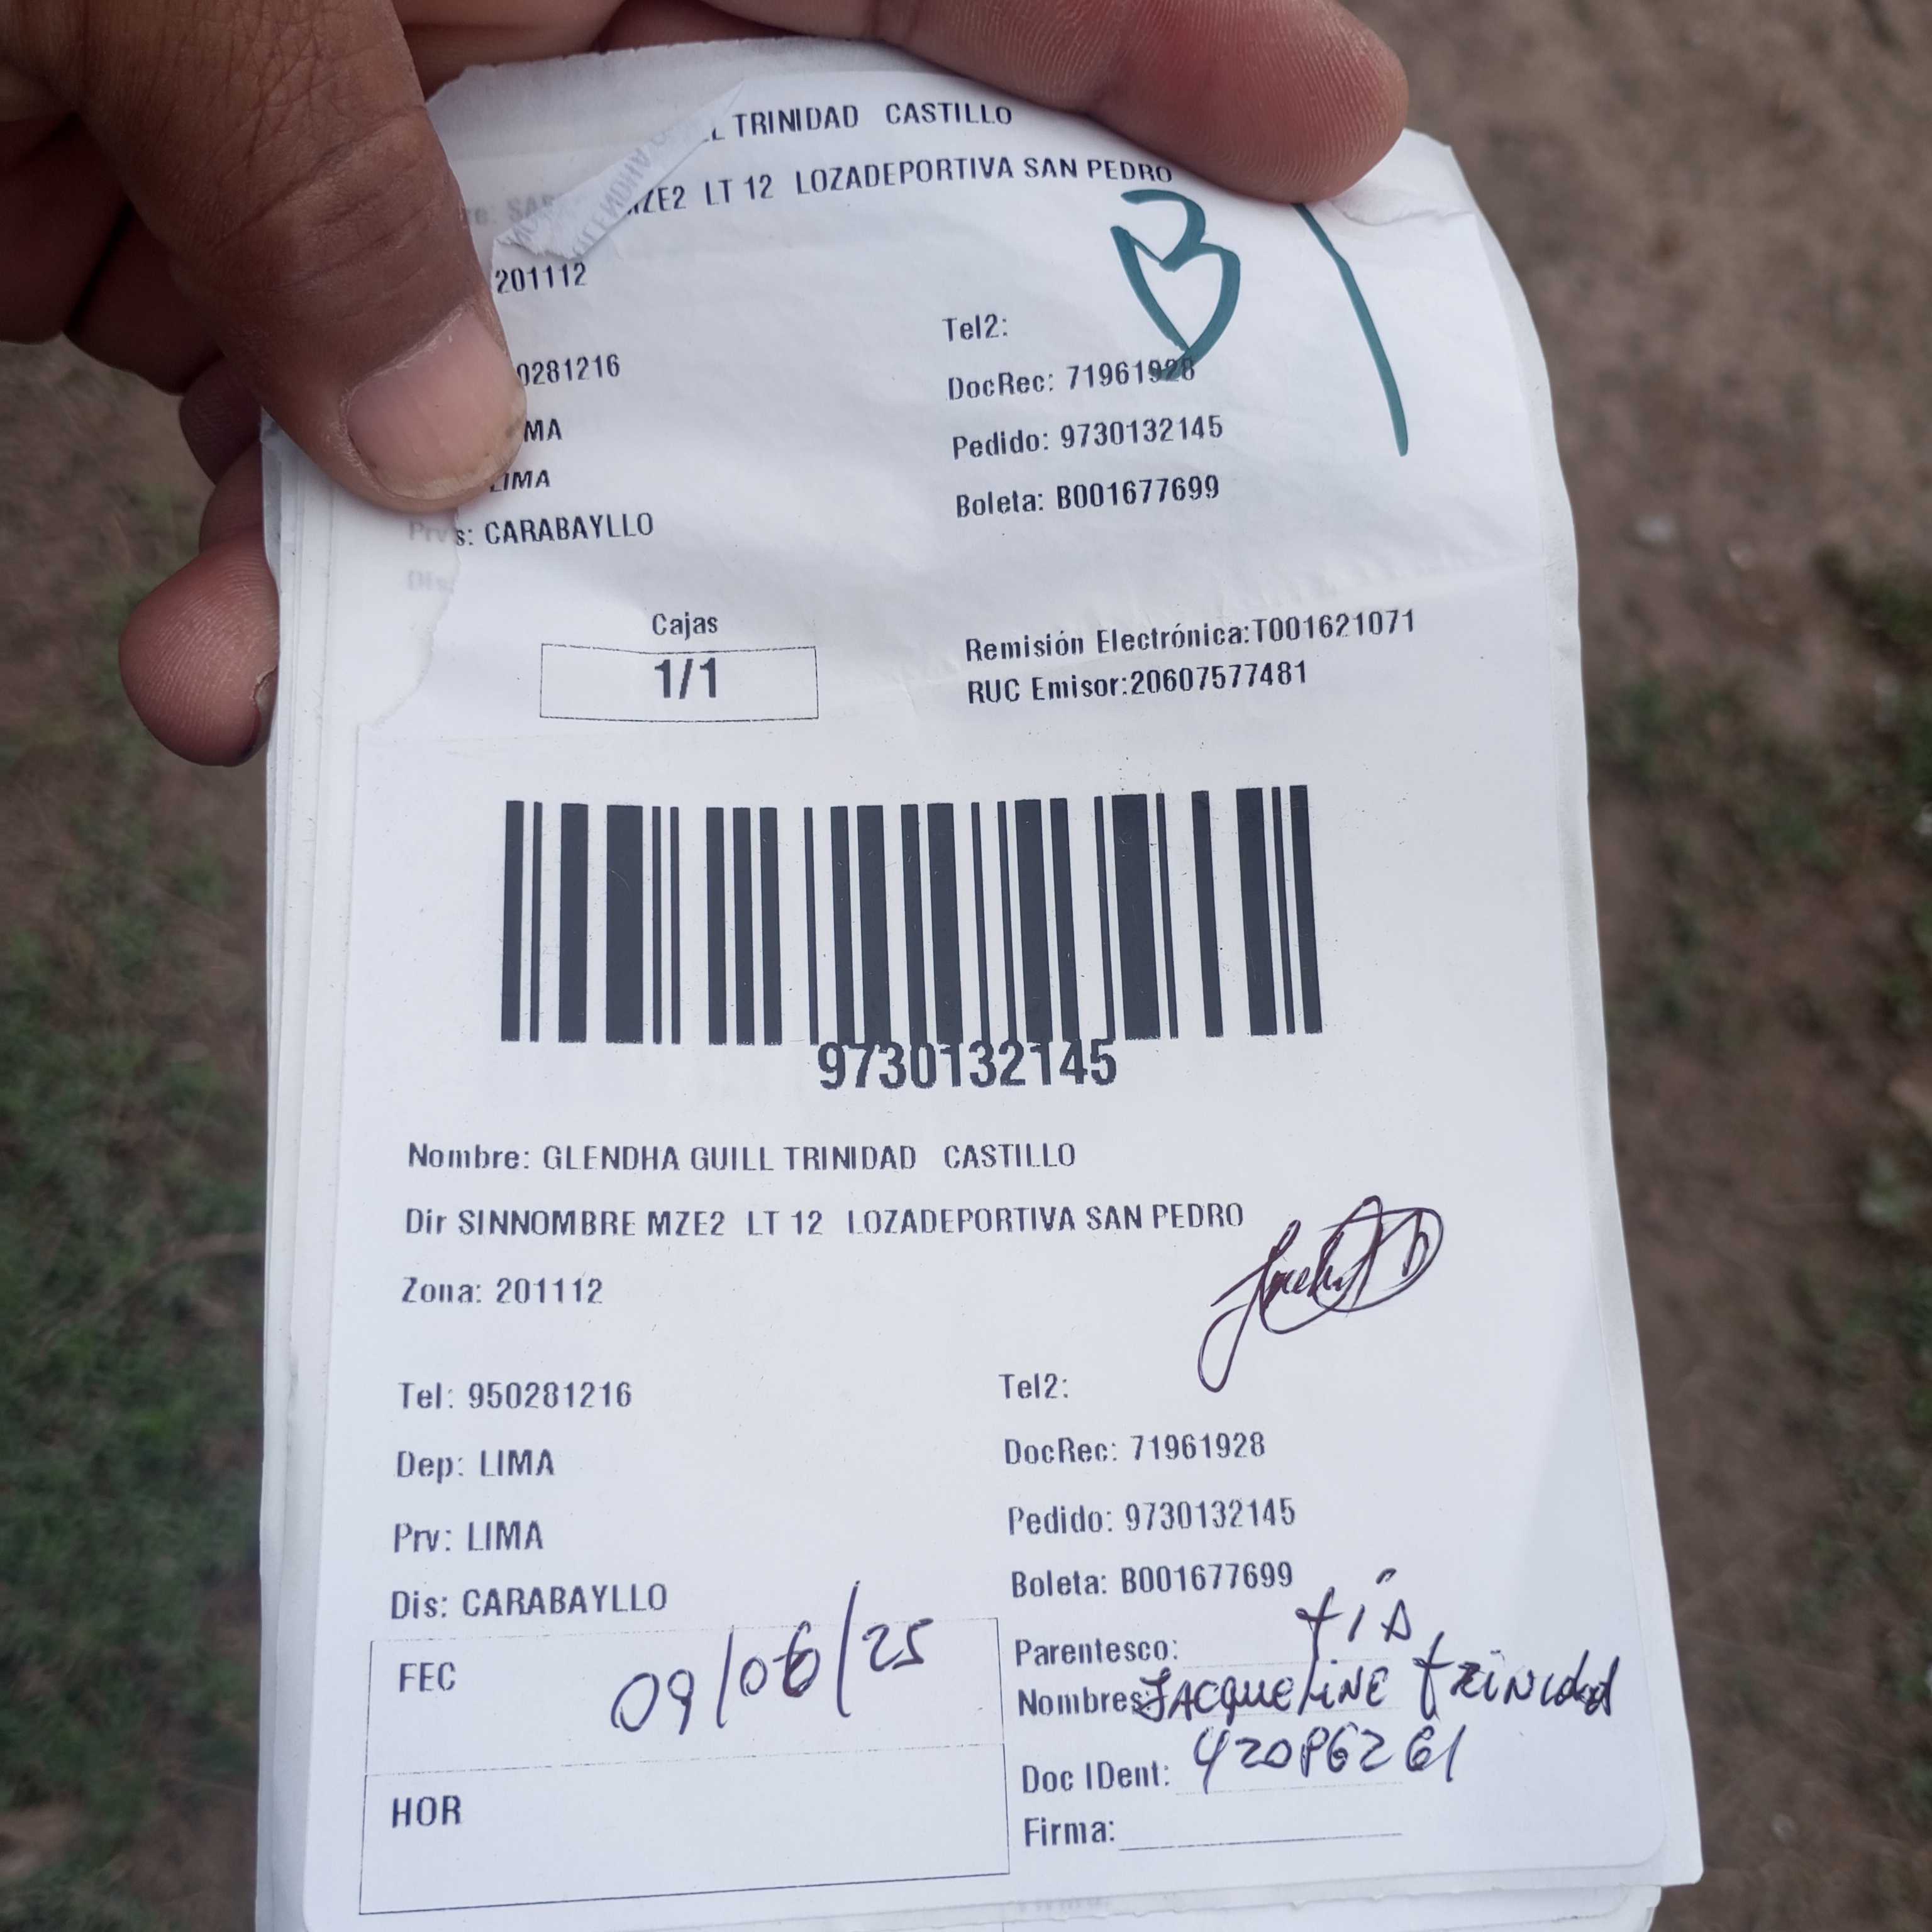 L TRINIDAD CASTILLO
MZE2 LT 12 LOZADEPORTIVA SAN PEDRO
201112
Tel2:
0281216
DocRec: 71961928
MA
Pedido: 9730132145
LIMA
Boleta: B001677699
s: CARABAYLLO
Cajas
1/1
Remisión Electrónica:T001621071
RUC Emisor:20607577481
9730132145
Nombre: GLENDHA GUILL TRINIDAD CASTILLO
Dir SINNOMBRE MZE2 LT 12 LOZADEPORTIVA SAN PEDRO
Zona: 201112
Tel: 950281216
Tel2:
Dep: LIMA
DocRec: 71961928
Prv: LIMA
Pedido: 9730132145
Dis: CARABAYLLO
Boleta: B001677699
FEC 09/06/25
Parentesco: tía
Nombres: JACqueliNE trinidad
HOR
Doc IDent: 42086261
Firma: